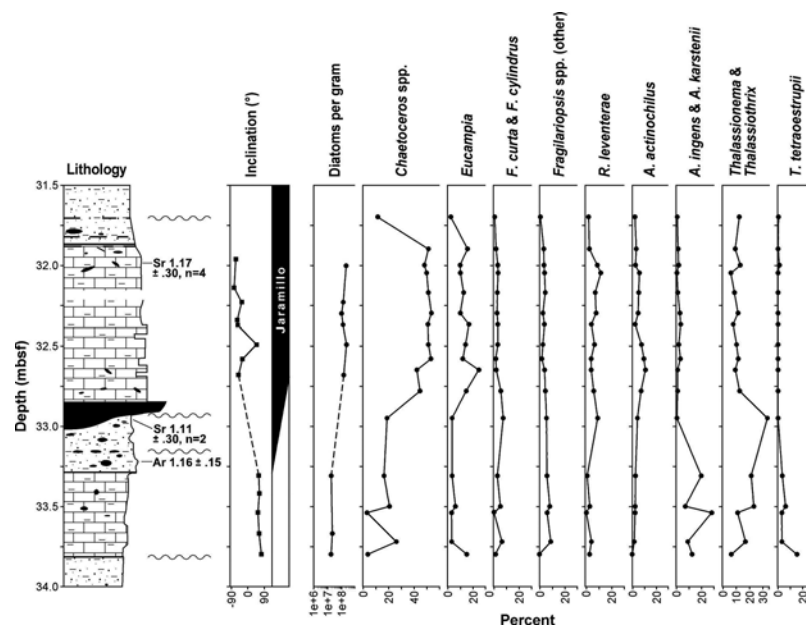 Lithology
Inclination (°)
Diatoms per gram
Chaetoceros spp.
Eucampia
F. curta & F. cylindrus
Fragilariopsis spp. (other)
R. leventerae
A. actinochilus
A. ingens & A. karstenii
Thalassionema &
Thalassiothrix
T. tetraoestrupii
Depth (mbsf)
31.5
32.0
32.5
33.0
33.5
34.0
Sr 1.17
± .30, n=4
Sr 1.11
± .30, n=2
Ar 1.16 ± .15
Jaramillo
-90 0 90
1e+6 1e+7 1e+8
0 20 40 60
0 20
0 20
0 20
0 20
0 20
0 20
0 10 20 30
0 20
Percent